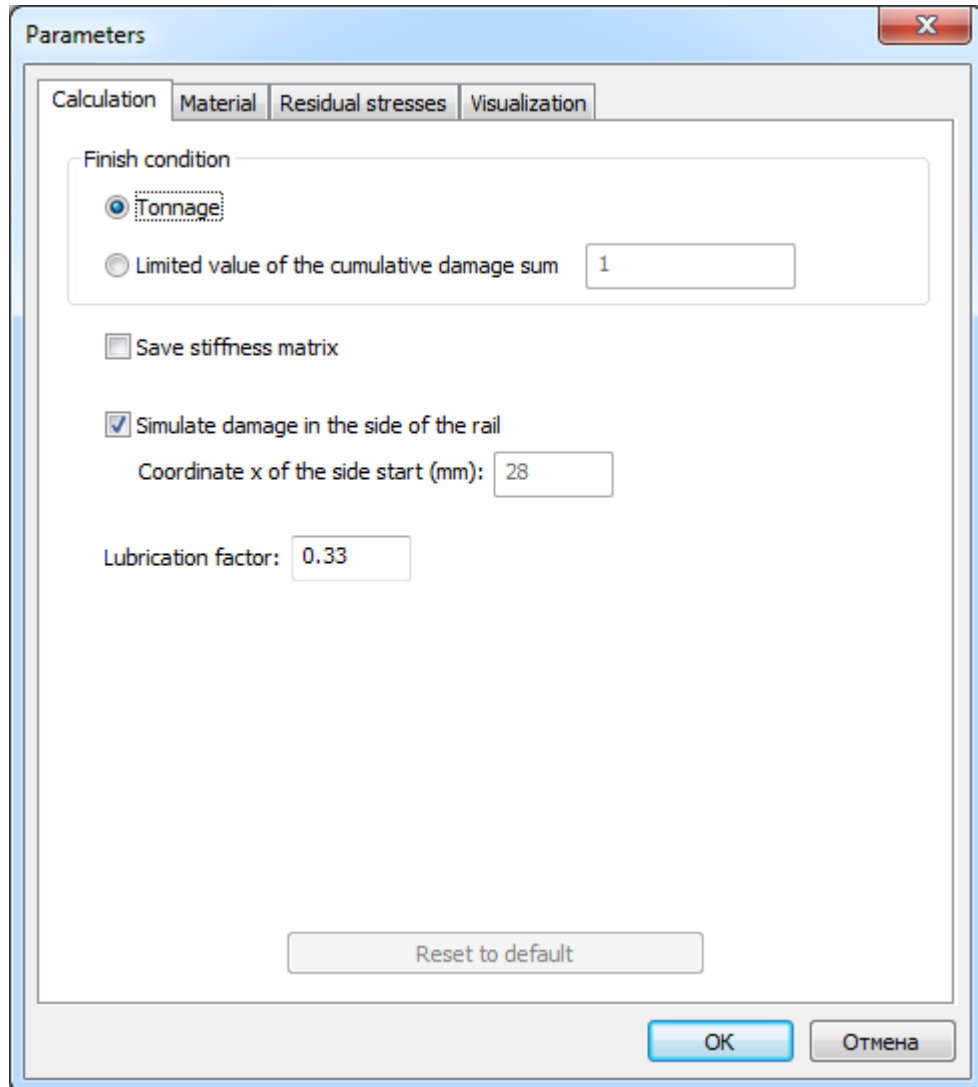 Parameters
Calculation Material Residual stresses Visualization
Finish condition
Tonnage
Limited value of the cumulative damage sum 1
Save stiffness matrix
Simulate damage in the side of the rail
Coordinate x of the side start (mm): 28
Lubrication factor: 0.33
Reset to default
OK Отмена